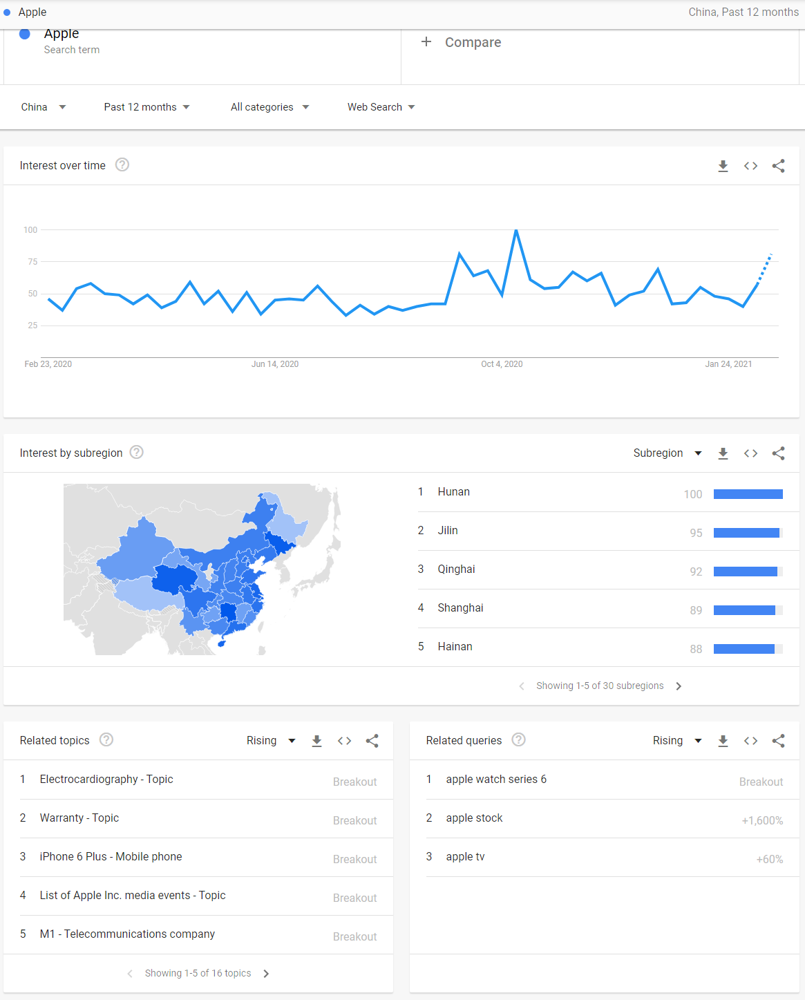 Apple
China, Past 12 months
Apple
Search term
+ Compare
China
Past 12 months
All categories
Web Search
Interest over time
100
75
50
25
Feb 23, 2020
Jun 14, 2020
Oct 4, 2020
Jan 24, 2021
Interest by subregion
Subregion
1 Hunan 100
2 Jilin 95
3 Qinghai 92
4 Shanghai 89
5 Hainan 88
Showing 1-5 of 30 subregions
Related topics
Rising
1 Electrocardiography - Topic Breakout
2 Warranty - Topic Breakout
3 iPhone 6 Plus - Mobile phone Breakout
4 List of Apple Inc. media events - Topic Breakout
5 M1 - Telecommunications company Breakout
Showing 1-5 of 16 topics
Related queries
Rising
1 apple watch series 6 Breakout
2 apple stock +1,600%
3 apple tv +60%